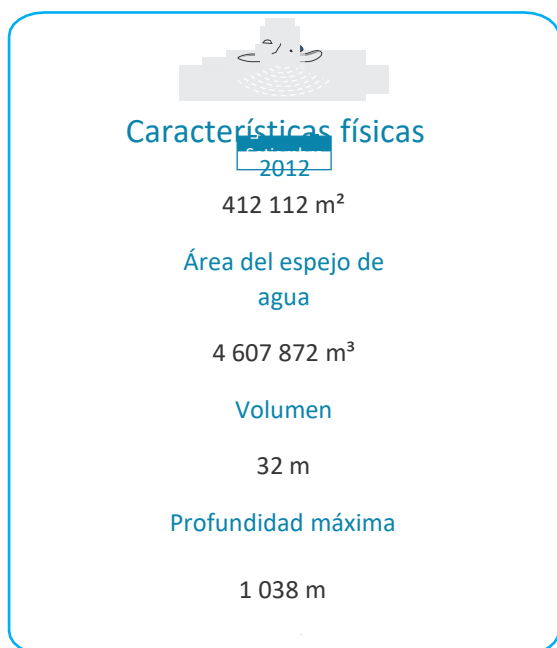 Características físicas
2012
412 112 m²
Área del espejo de
agua
4 607 872 m³
Volumen
32 m
Profundidad máxima
1 038 m